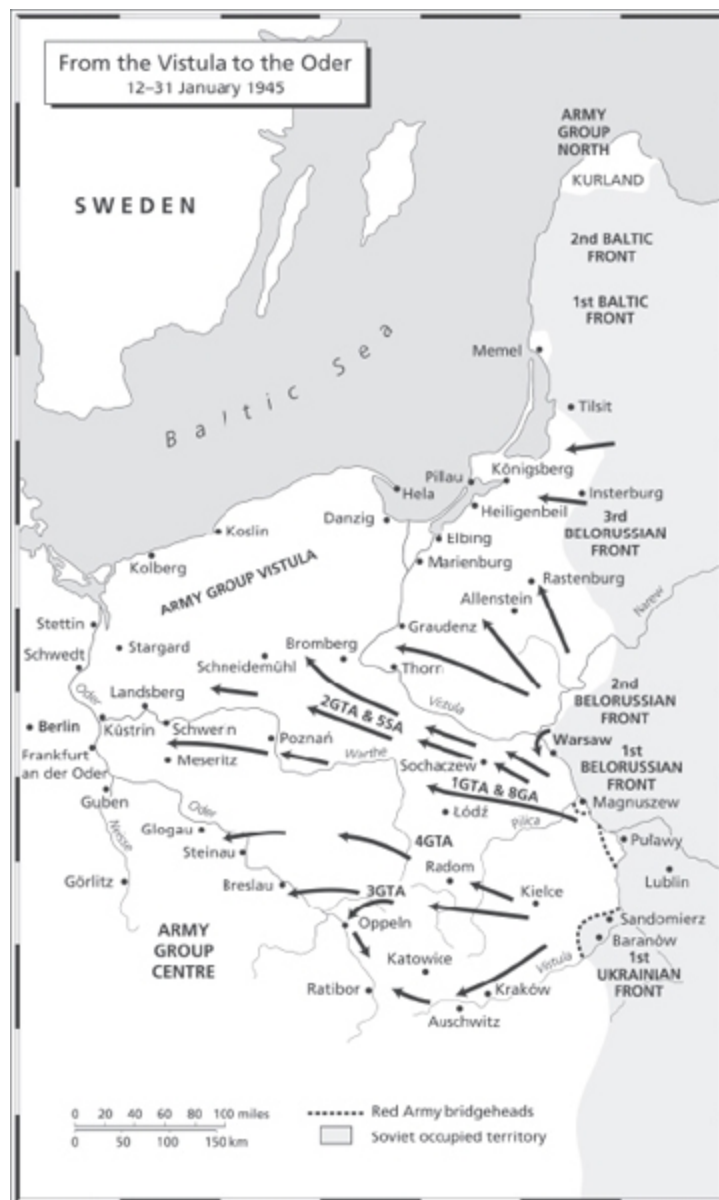 From the Vistula to the Oder
12–31 January 1945
ARMY
GROUP
NORTH
KURLAND
SWEDEN
2nd BALTIC
FRONT
1st BALTIC
FRONT
Baltic Sea
Memel
Tilsit
Königsberg
Pillau
Hela
Insterburg
Heiligenbeil
3rd
BELORUSSIAN
FRONT
Danzig
Koslin
Elbing
Kolberg
Marienburg
ARMY GROUP VISTULA
Rastenburg
Allenstein
Narew
Stettin
Graudenz
Stargard
Bromberg
Schwedt
Schneidemühl
Thorn
Oder
Landsberg
Vistula
2nd
BELORUSSIAN
FRONT
2GTA & 5SA
Berlin
Kûstrin
Schwerin
Poznań
Warsaw
Frankfurt
an der Oder
Meseritz
Warthe
Sochaczew
1st
BELORUSSIAN
FRONT
1GTA & 8GA
Guben
Magnuszew
Oder
Łódź
Pilica
Glogau
Neisse
4GTA
Puławy
Steinau
Radom
Lublin
Görlitz
Breslau
3GTA
Kielce
Oppeln
Sandomierz
ARMY
GROUP
CENTRE
Baranów
Katowice
Vistula
1st
UKRAINIAN
FRONT
Ratibor
Kraków
Auschwitz
0 20 40 60 80 100 miles
0 50 100 150 km
Red Army bridgeheads
Soviet occupied territory